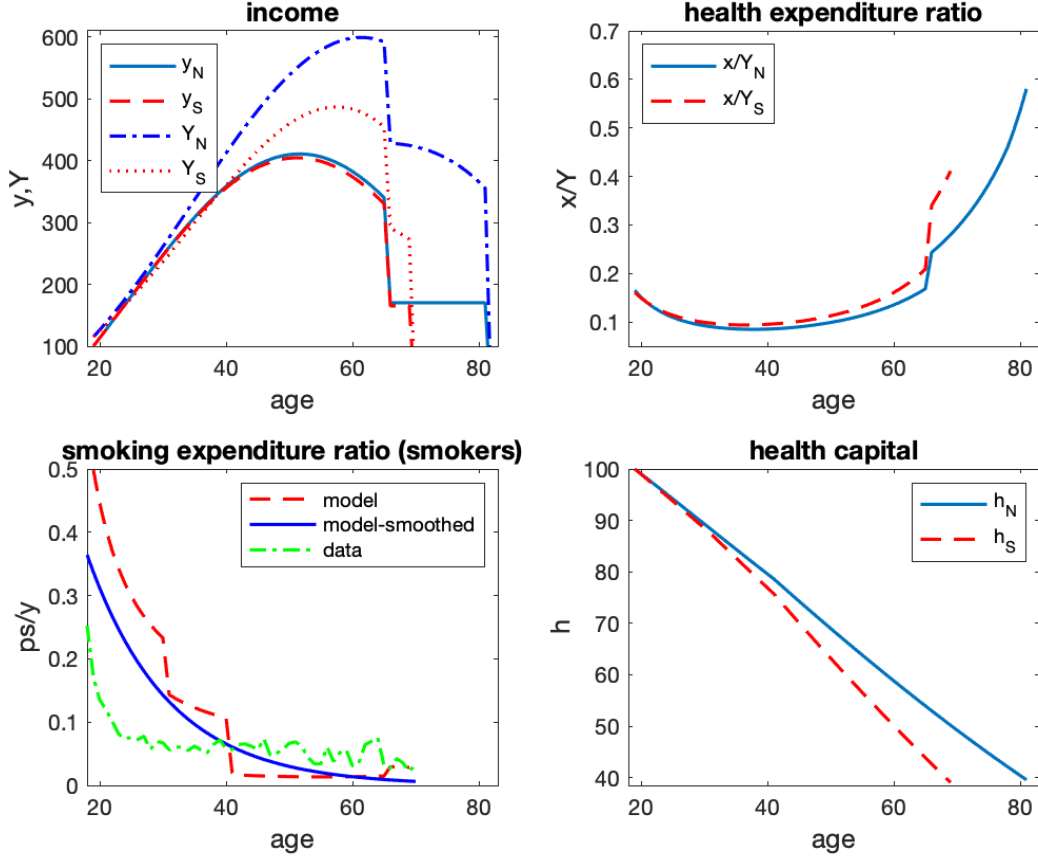 income
600
500
400
300
200
100
y,Y
y_N
y_S
Y_N
Y_S
20
40
60
80
age
health expenditure ratio
0.7
0.6
0.5
0.4
0.3
0.2
0.1
x/Y
x/Y_N
x/Y_S
20
40
60
80
age
smoking expenditure ratio (smokers)
0.5
0.4
0.3
0.2
0.1
0
ps/y
model
model-smoothed
data
20
40
60
80
age
health capital
100
90
80
70
60
50
40
h
h_N
h_S
20
40
60
80
age